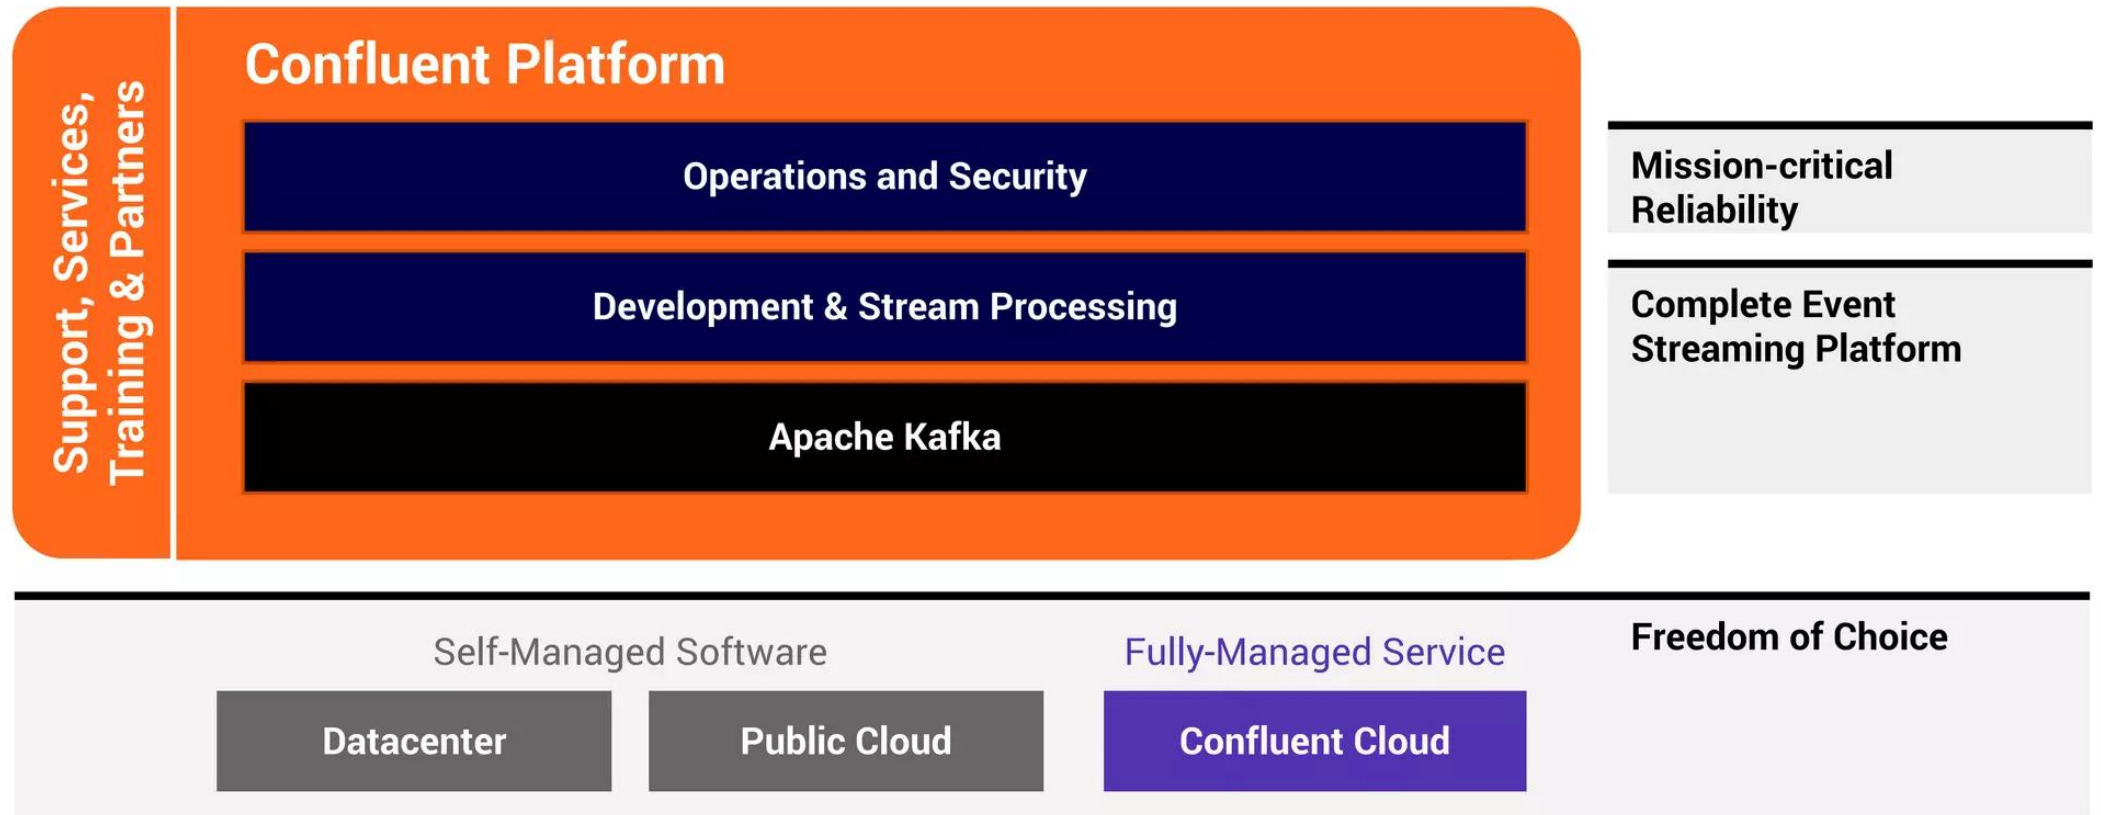 Support, Services,
Training & Partners
Confluent Platform
Operations and Security
Development & Stream Processing
Apache Kafka
Mission-critical
Reliability
Complete Event
Streaming Platform
Self-Managed Software
Fully-Managed Service
Freedom of Choice
Datacenter
Public Cloud
Confluent Cloud